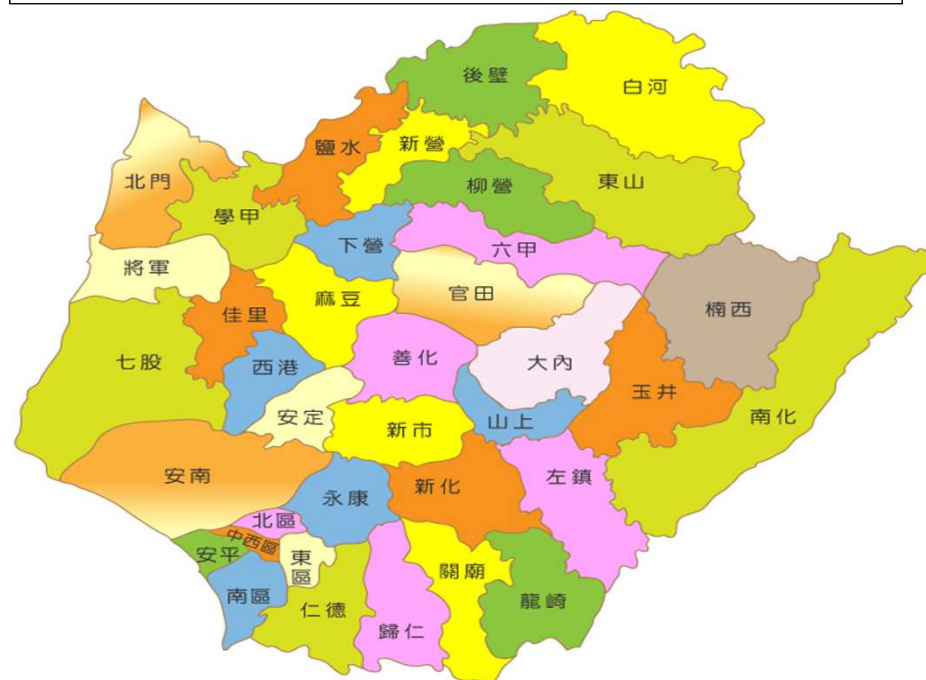 後壁
白河
鹽水
新營
北門
柳營
東山
學甲
下營
六甲
將軍
麻豆
官田
楠西
佳里
七股
西港
善化
大內
玉井
安定
新市
山上
南化
安南
永康
新化
左鎮
北區
中西區
安平
東區
關廟
南區
仁德
歸仁
龍崎